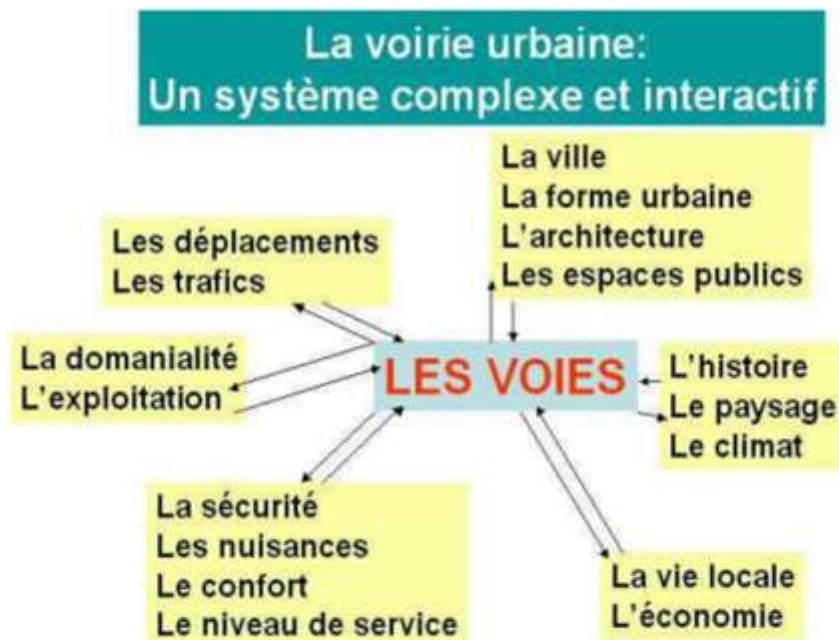 La voirie urbaine:
Un système complexe et interactif
La ville
La forme urbaine
L'architecture
Les espaces publics
Les déplacements
Les trafics
La domanialité
L'exploitation
LES VOIES
L'histoire
Le paysage
Le climat
La sécurité
Les nuisances
Le confort
Le niveau de service
La vie locale
L'économie